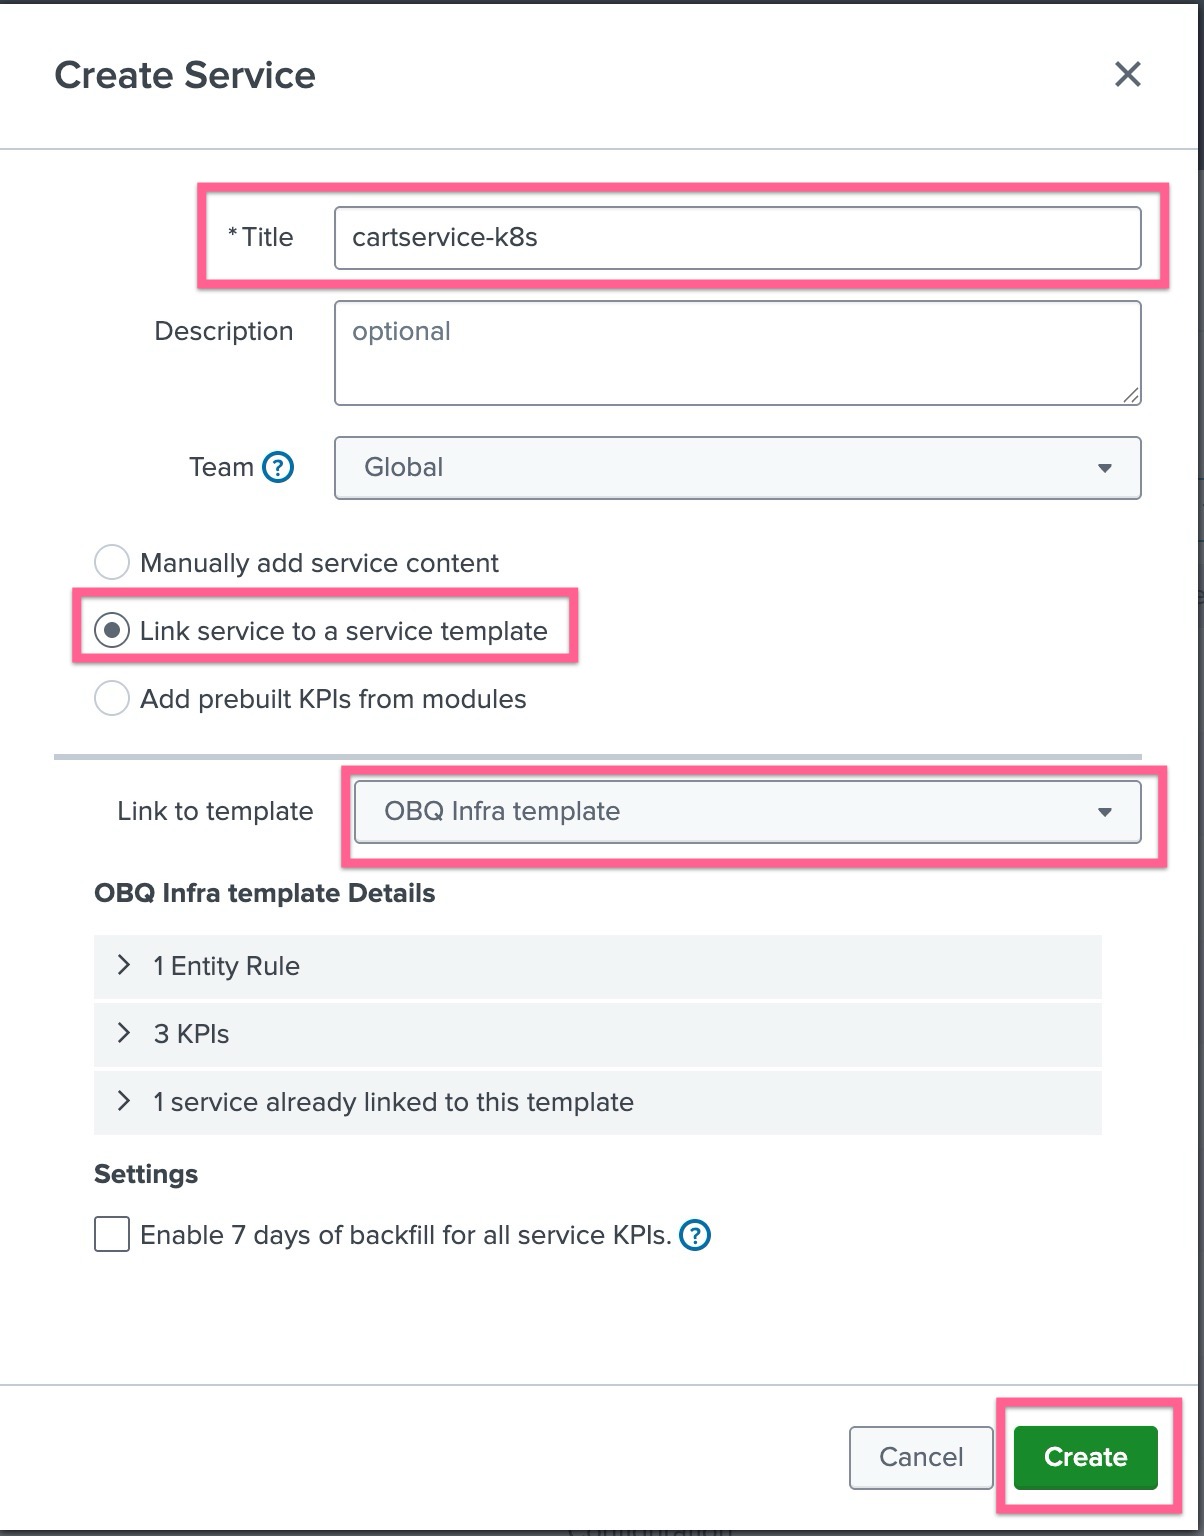 Create Service
* Title cartservice-k8s
Description optional
Team ? Global
Manually add service content
Link service to a service template
Add prebuilt KPIs from modules
Link to template OBQ Infra template
OBQ Infra template Details
1 Entity Rule
3 KPIs
1 service already linked to this template
Settings
Enable 7 days of backfill for all service KPIs. ?
Cancel Create